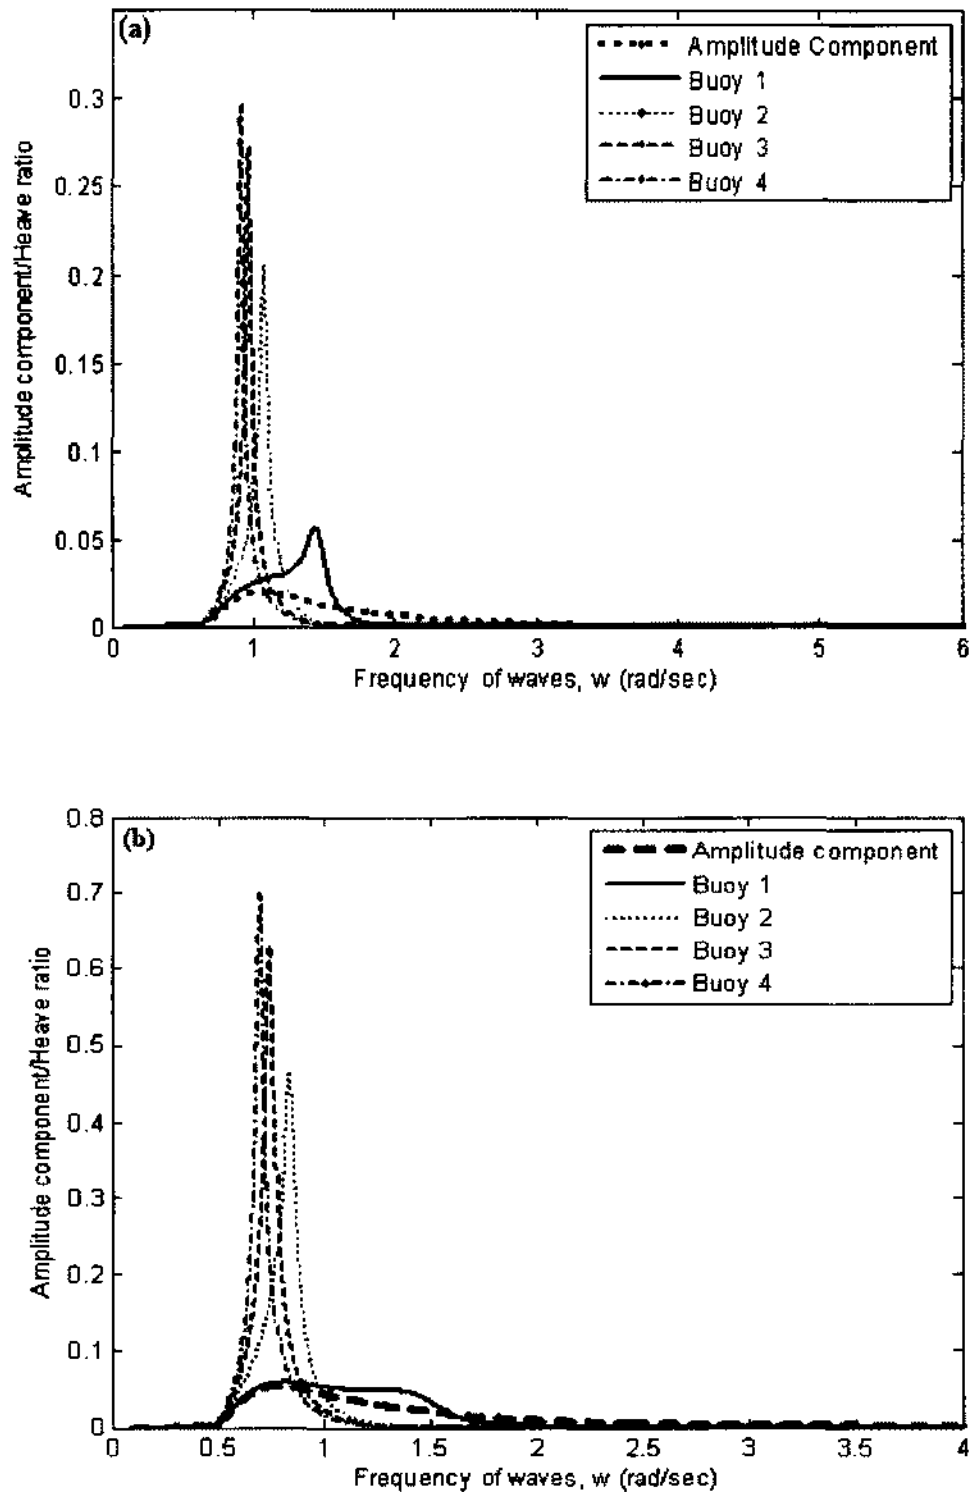 (a)
Amplitude Component
Buoy 1
Buoy 2
Buoy 3
Buoy 4
Amplitude component/Heave ratio
0.3
0.25
0.2
0.15
0.1
0.05
0
0 1 2 3 4 5 6
Frequency of waves, w (rad/sec)
(b)
Amplitude component
Buoy 1
Buoy 2
Buoy 3
Buoy 4
Amplitude component/Heave ratio
0.8
0.7
0.6
0.5
0.4
0.3
0.2
0.1
0
0 0.5 1 1.5 2 2.5 3 3.5 4
Frequency of waves, w (rad/sec)